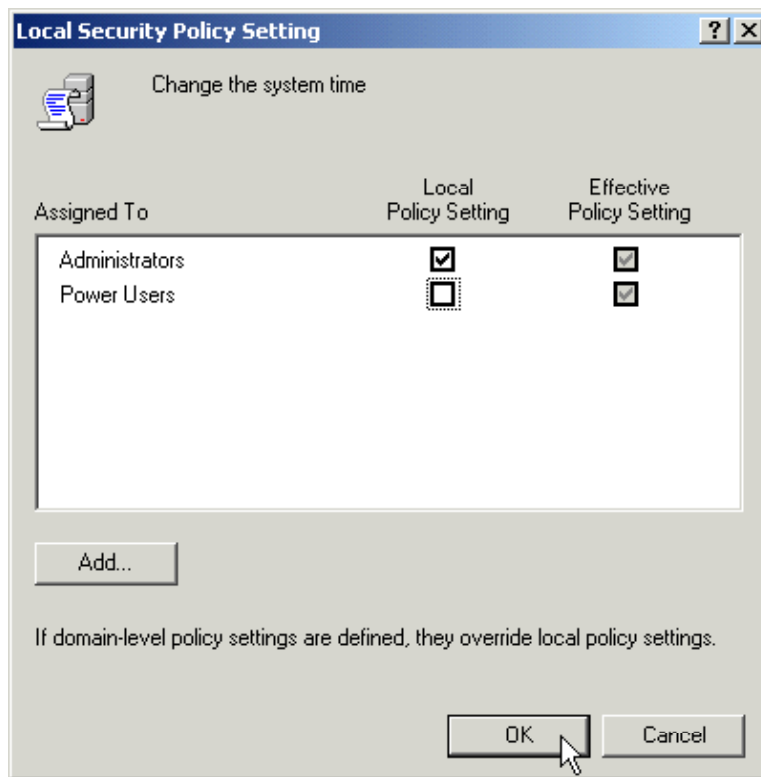 Local Security Policy Setting
Change the system time
Local Effective
Assigned To Policy Setting Policy Setting
Administrators
Power Users
Add...
If domain-level policy settings are defined, they override local policy settings.
OK Cancel